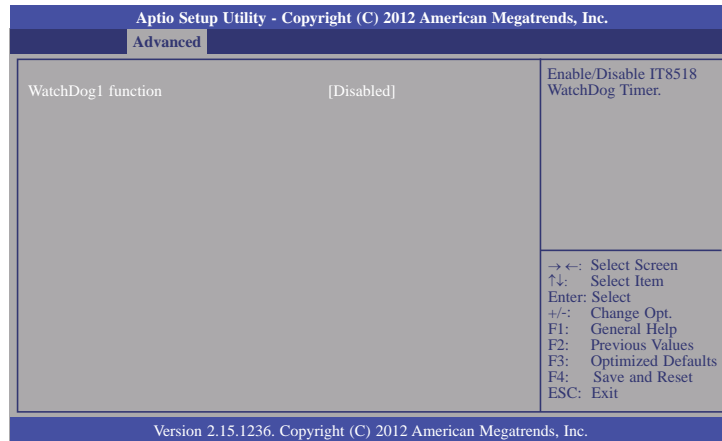 Aptio Setup Utility - Copyright (C) 2012 American Megatrends, Inc.
Advanced
WatchDog1 function [Disabled]
Enable/Disable IT8518
WatchDog Timer.
→ ←: Select Screen
↑↓: Select Item
Enter: Select
+/-: Change Opt.
F1: General Help
F2: Previous Values
F3: Optimized Defaults
F4: Save and Reset
ESC: Exit
Version 2.15.1236. Copyright (C) 2012 American Megatrends, Inc.